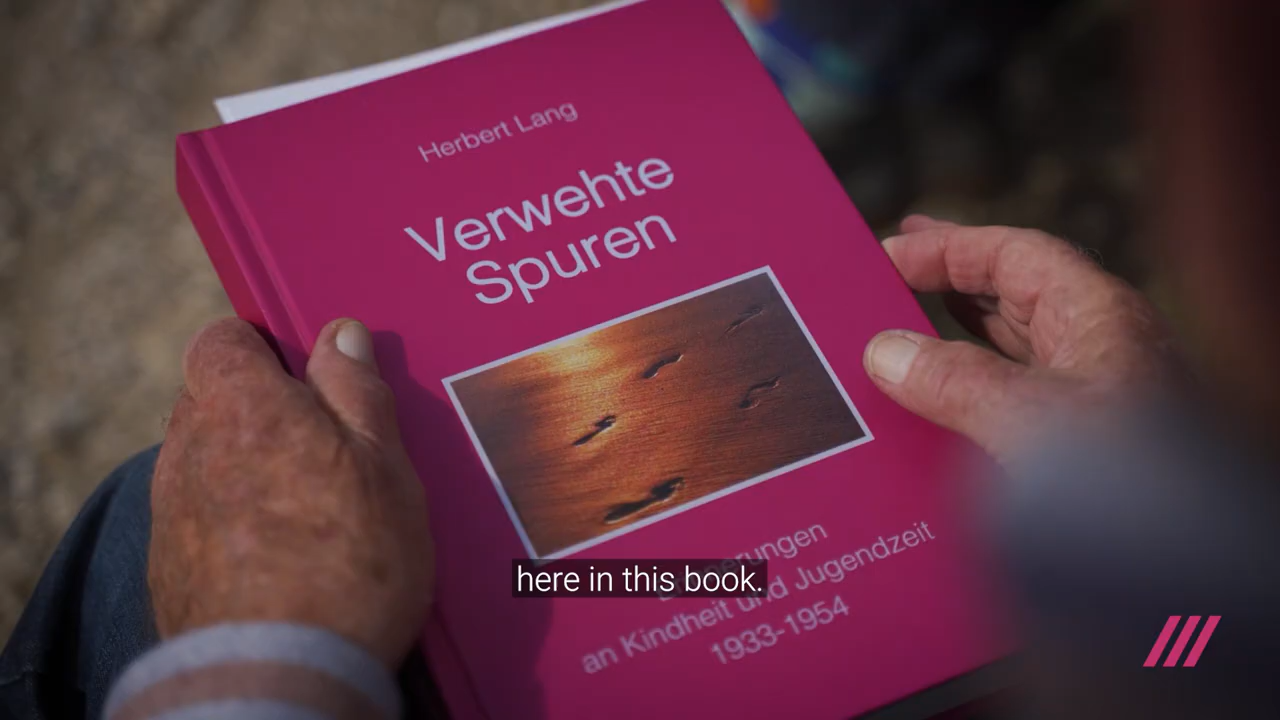 Herbert Lang
Verwehte
Spuren
here in this book.
an Kindheit und Jugendzeit
1933-1954